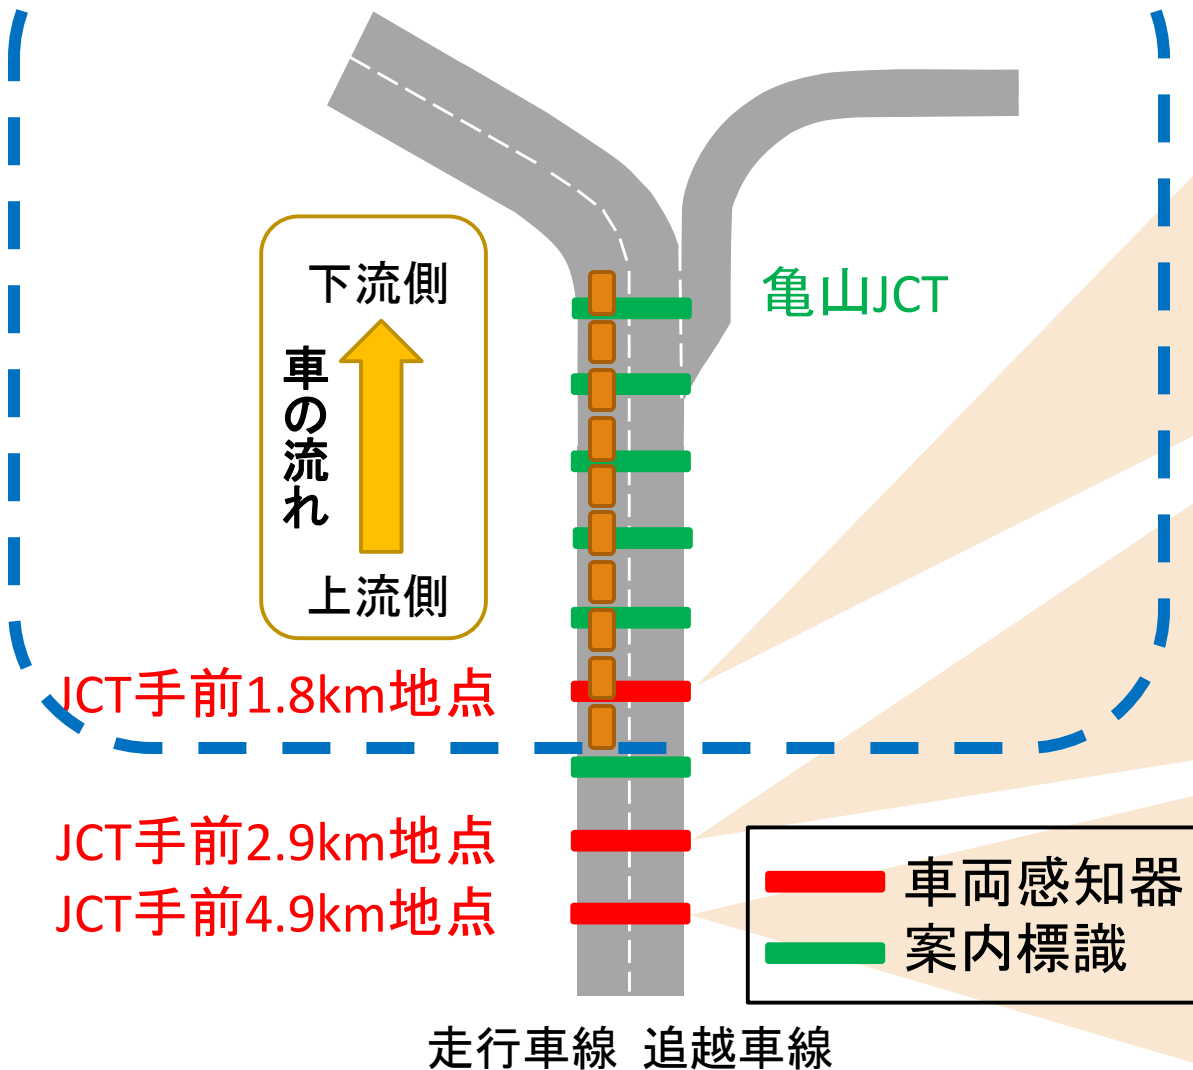 下流側
車の流れ
上流側
亀山JCT
JCT手前1.8km地点
JCT手前2.9km地点
JCT手前4.9km地点
車両感知器
案内標識
走行車線 追越車線